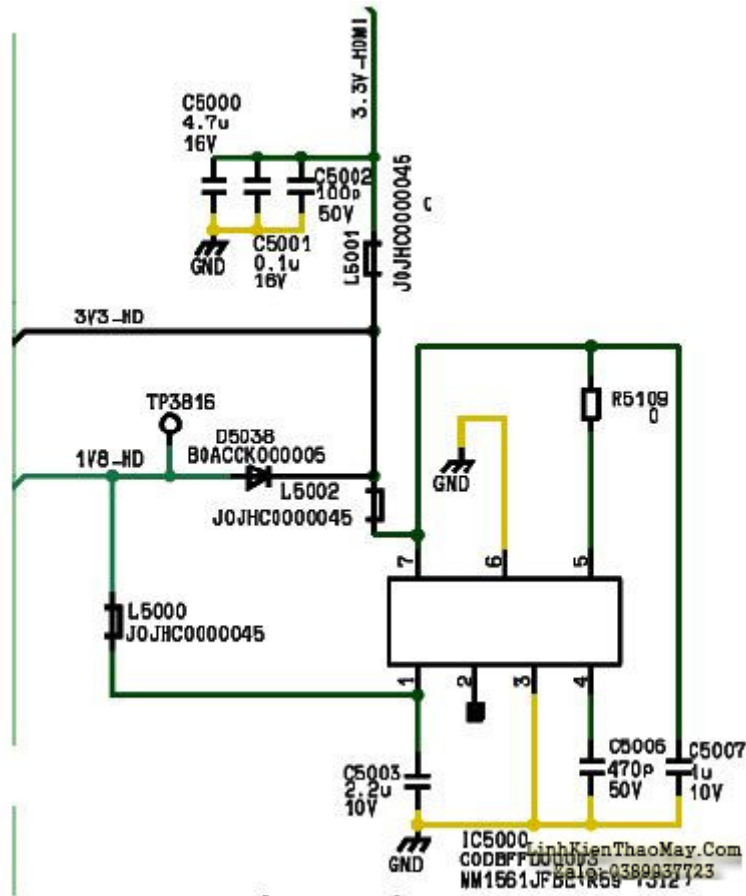 3.3V-HDMI
C5000
4.7u
16V
C5002
100p
50V
C5001
0.1u
16V
GND
L5001
J0JHC0000045
C
3V3-HD
TP3816
D5038
B0ACCK000005
1V8-HD
L5002
J0JHC0000045
R5109
0
GND
7
6
5
L5000
J0JHC0000045
1
2
3
4
C5003
2.2u
10V
C5006
470p
50V
C5007
1u
10V
GND
IC5000
LinhKienThaoMay.Com
Zalo: 0389937723